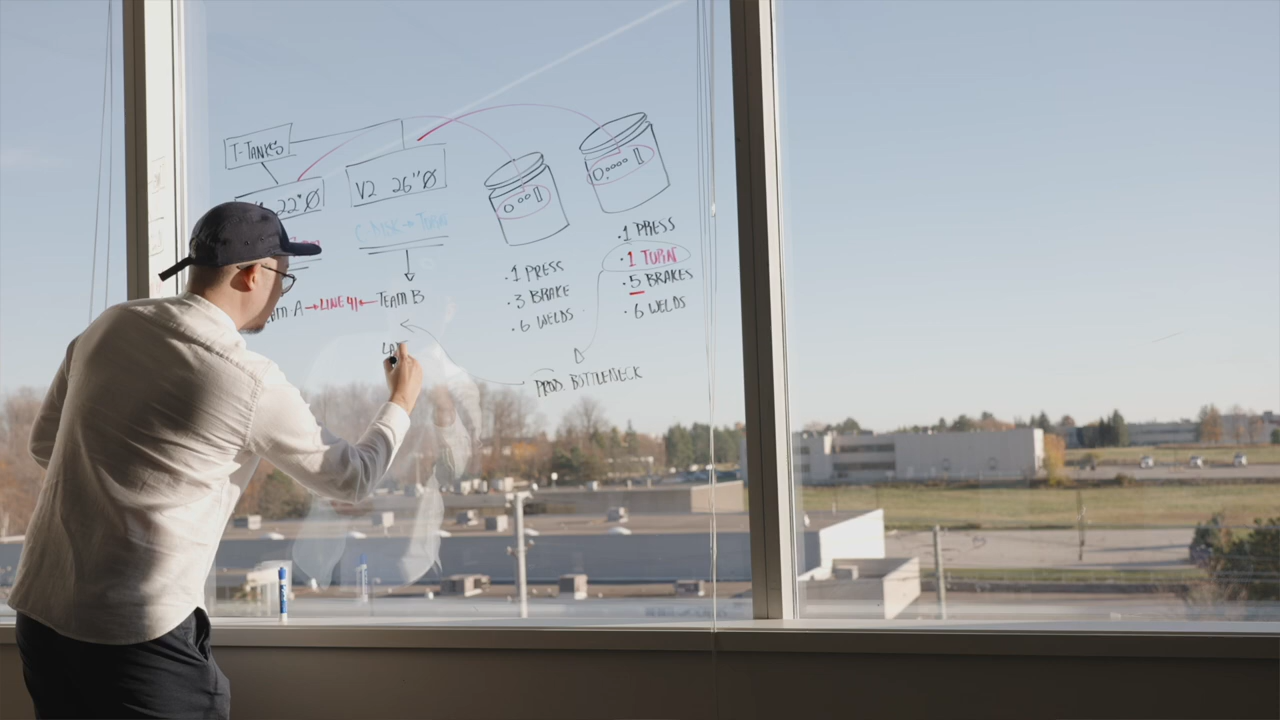 T-TANKS
22"Ø
V2 26"Ø
TEAM B
LINE 41
1 PRESS
3 BRAKE
6 WELDS
1 PRESS
1 TURN
5 BRAKES
6 WELDS
PROD. BOTTLENECK